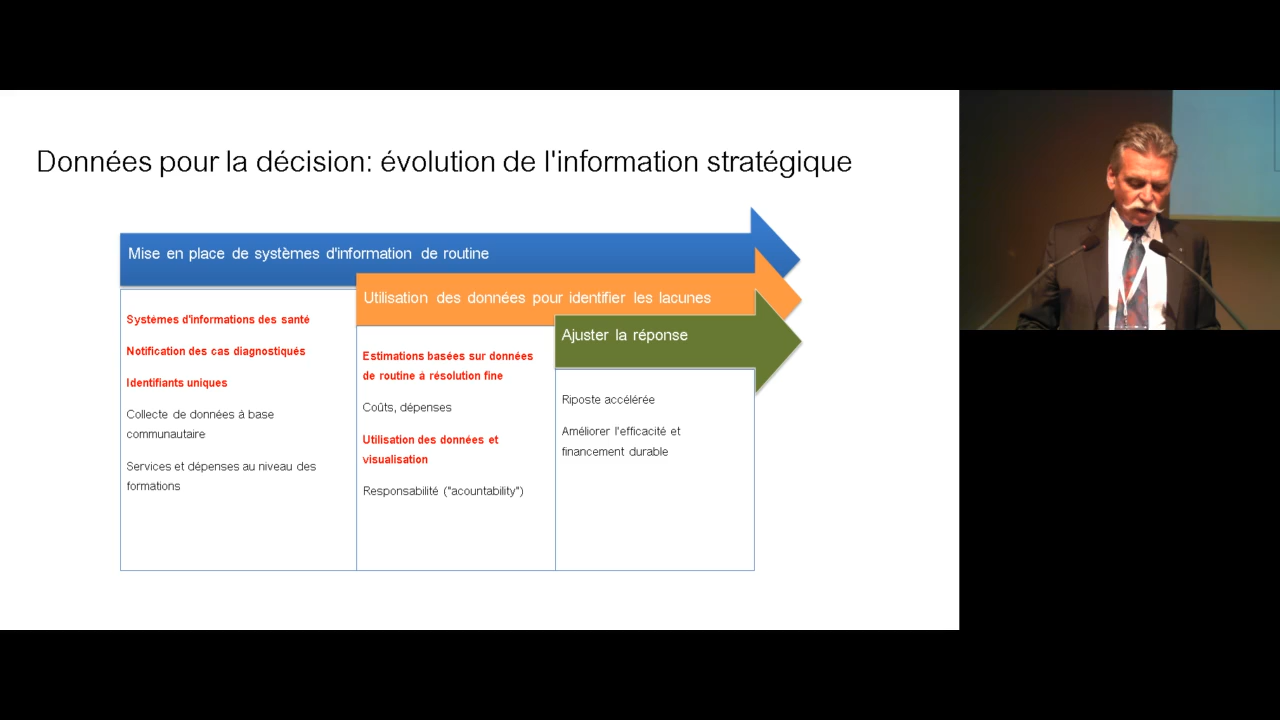 Données pour la décision: évolution de l'information stratégique
Mise en place de systèmes d'information de routine
Systèmes d'informations des santé
Notification des cas diagnostiqués
Identifiants uniques
Collecte de données à base
communautaire
Services et dépenses au niveau des
formations
Utilisation des données pour identifier les lacunes
Estimations basées sur données
de routine à résolution fine
Coûts, dépenses
Utilisation des données et
visualisation
Responsabilité ("acountability")
Ajuster la réponse
Riposte accélérée
Améliorer l'efficacité et
financement durable